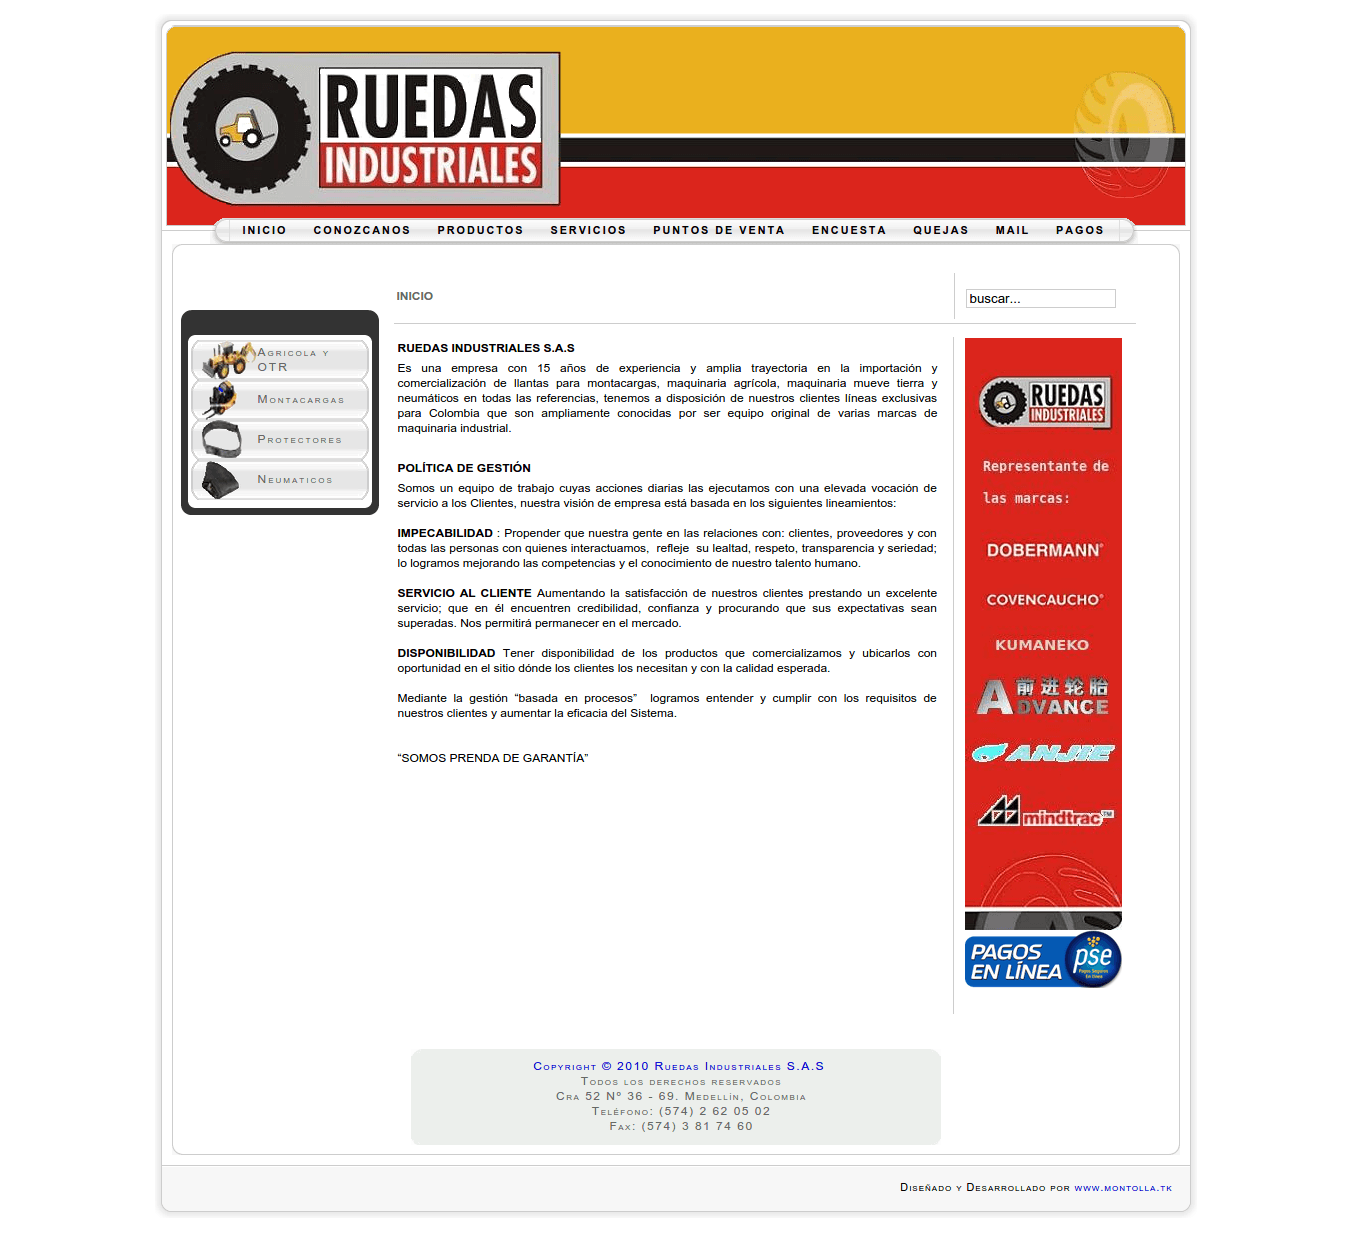 RUEDAS
INDUSTRIALES
INICIO CONOZCANOS PRODUCTOS SERVICIOS PUNTOS DE VENTA ENCUESTA QUEJAS MAIL PAGOS
INICIO
buscar...
Agricola y
OTR
Montacargas
Protectores
Neumaticos
RUEDAS INDUSTRIALES S.A.S
Es una empresa con 15 años de experiencia y amplia trayectoria en la importación y
comercialización de llantas para montacargas, maquinaria agrícola, maquinaria mueve tierra y
neumáticos en todas las referencias, tenemos a disposición de nuestros clientes líneas exclusivas
para Colombia que son ampliamente conocidas por ser equipo original de varias marcas de
maquinaria industrial.
POLÍTICA DE GESTIÓN
Somos un equipo de trabajo cuyas acciones diarias las ejecutamos con una elevada vocación de
servicio a los Clientes, nuestra visión de empresa está basada en los siguientes lineamientos:
IMPECABILIDAD : Propender que nuestra gente en las relaciones con: clientes, proveedores y con
todas las personas con quienes interactuamos, refleje su lealtad, respeto, transparencia y seriedad;
lo logramos mejorando las competencias y el conocimiento de nuestro talento humano.
SERVICIO AL CLIENTE Aumentando la satisfacción de nuestros clientes prestando un excelente
servicio; que en él encuentren credibilidad, confianza y procurando que sus expectativas sean
superadas. Nos permitirá permanecer en el mercado.
DISPONIBILIDAD Tener disponibilidad de los productos que comercializamos y ubicarlos con
oportunidad en el sitio dónde los clientes los necesitan y con la calidad esperada.
Mediante la gestión “basada en procesos” logramos entender y cumplir con los requisitos de
nuestros clientes y aumentar la eficacia del Sistema.
“SOMOS PRENDA DE GARANTÍA”
RUEDAS
INDUSTRIALES
Representante de
las marcas:
DOBERMANN®
COVENCAUCHO®
KUMANEKO
前进轮胎
ADVANCE
ANJIE
mindtrac™
PAGOS
EN LÍNEA
pse
Pagos Seguros
En línea
Copyright © 2010 Ruedas Industriales S.A.S
Todos los derechos reservados
Cra 52 Nº 36 - 69. Medellín, Colombia
Teléfono: (574) 2 62 05 02
Fax: (574) 3 81 74 60
Diseñado y Desarrollado por www.montolla.tk